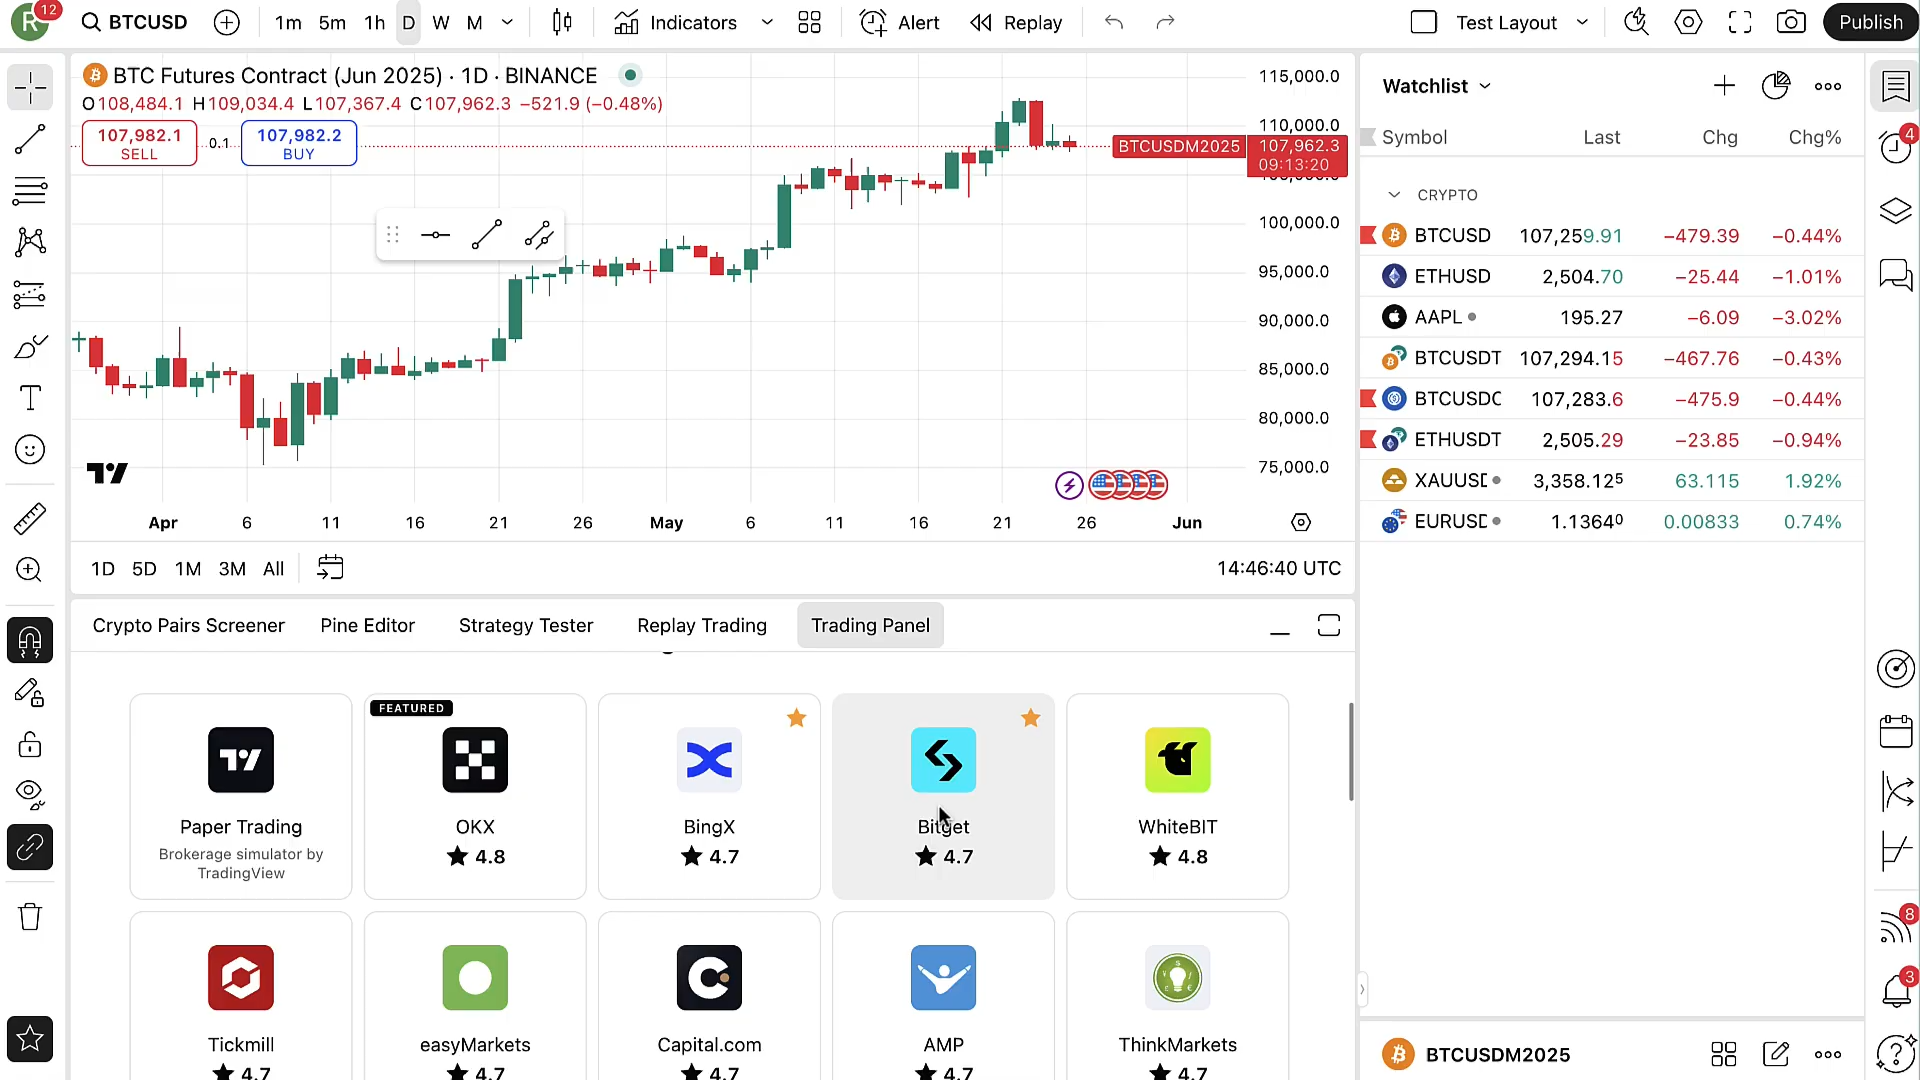 R 12 BTCUSD 1m 5m 1h D W M Indicators Alert Replay Test Layout Publish
BTC Futures Contract (Jun 2025) · 1D · BINANCE
O108,484.1 H109,034.4 L107,367.4 C107,962.3 −521.9 (−0.48%)
107,982.1
SELL
0.1
107,982.2
BUY
115,000.0
110,000.0
BTCUSDM2025 107,962.3
09:13:20
100,000.0
95,000.0
90,000.0
85,000.0
80,000.0
75,000.0
Apr 6 11 16 21 26 May 6 11 16 21 26 Jun
1D 5D 1M 3M All
14:46:40 UTC
Watchlist
Symbol Last Chg Chg%
CRYPTO
BTCUSD 107,259.91 −479.39 −0.44%
ETHUSD 2,504.70 −25.44 −1.01%
AAPL 195.27 −6.09 −3.02%
BTCUSDT 107,294.15 −467.76 −0.43%
BTCUSDC 107,283.6 −475.9 −0.44%
ETHUSDT 2,505.29 −23.85 −0.94%
XAUUSD 3,358.125 63.115 1.92%
EURUSD 1.13640 0.00833 0.74%
4
Crypto Pairs Screener Pine Editor Strategy Tester Replay Trading Trading Panel
Paper Trading
Brokerage simulator by
TradingView
FEATURED
OKX
4.8
BingX
4.7
Bitget
4.7
WhiteBIT
4.8
Tickmill
4.7
easyMarkets
4.7
Capital.com
4.7
AMP
4.7
ThinkMarkets
4.7
8
3
BTCUSDM2025